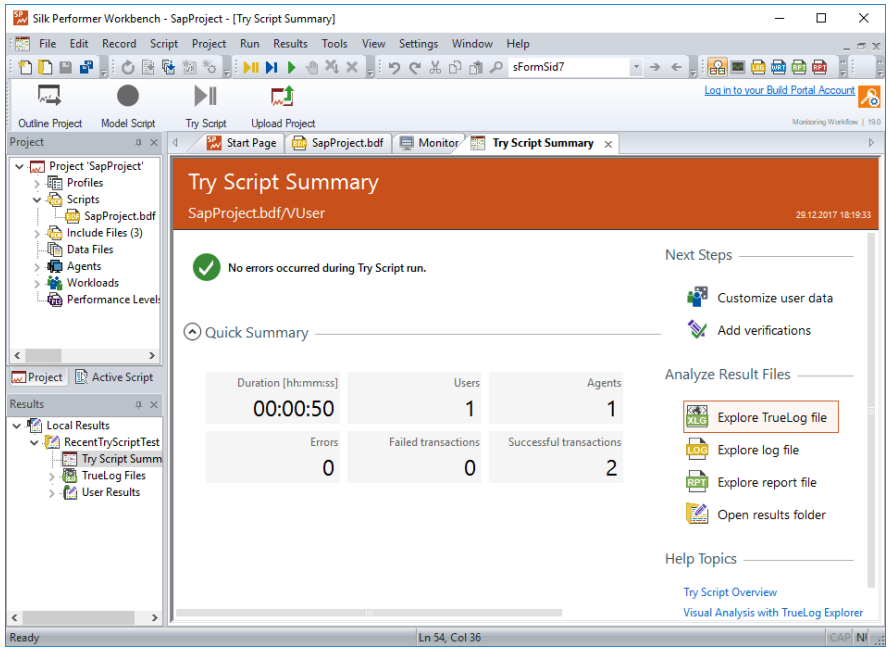 Silk Performer Workbench - SapProject - [Try Script Summary]
File Edit Record Script Project Run Results Tools View Settings Window Help
sFormSid7
Log in to your Build Portal Account
Outline Project Model Script Try Script Upload Project
Monitoring Workflow | 19.0
Project
Start Page SapProject.bdf Monitor Try Script Summary
Project 'SapProject'
Profiles
Scripts
SapProject.bdf
Include Files (3)
Data Files
Agents
Workloads
Performance Levels
Project Active Script
Results
Local Results
RecentTryScriptTest
Try Script Summ
TrueLog Files
User Results
Try Script Summary
SapProject.bdf/VUser
29.12.2017 18:19:33
No errors occurred during Try Script run.
Quick Summary
Duration [hh:mm:ss]
00:00:50
Users
1
Agents
1
Errors
0
Failed transactions
0
Successful transactions
2
Next Steps
Customize user data
Add verifications
Analyze Result Files
XLG Explore TrueLog file
LOG Explore log file
RPT Explore report file
Open results folder
Help Topics
Try Script Overview
Visual Analysis with TrueLog Explorer
Ready
Ln 54, Col 36
CAP